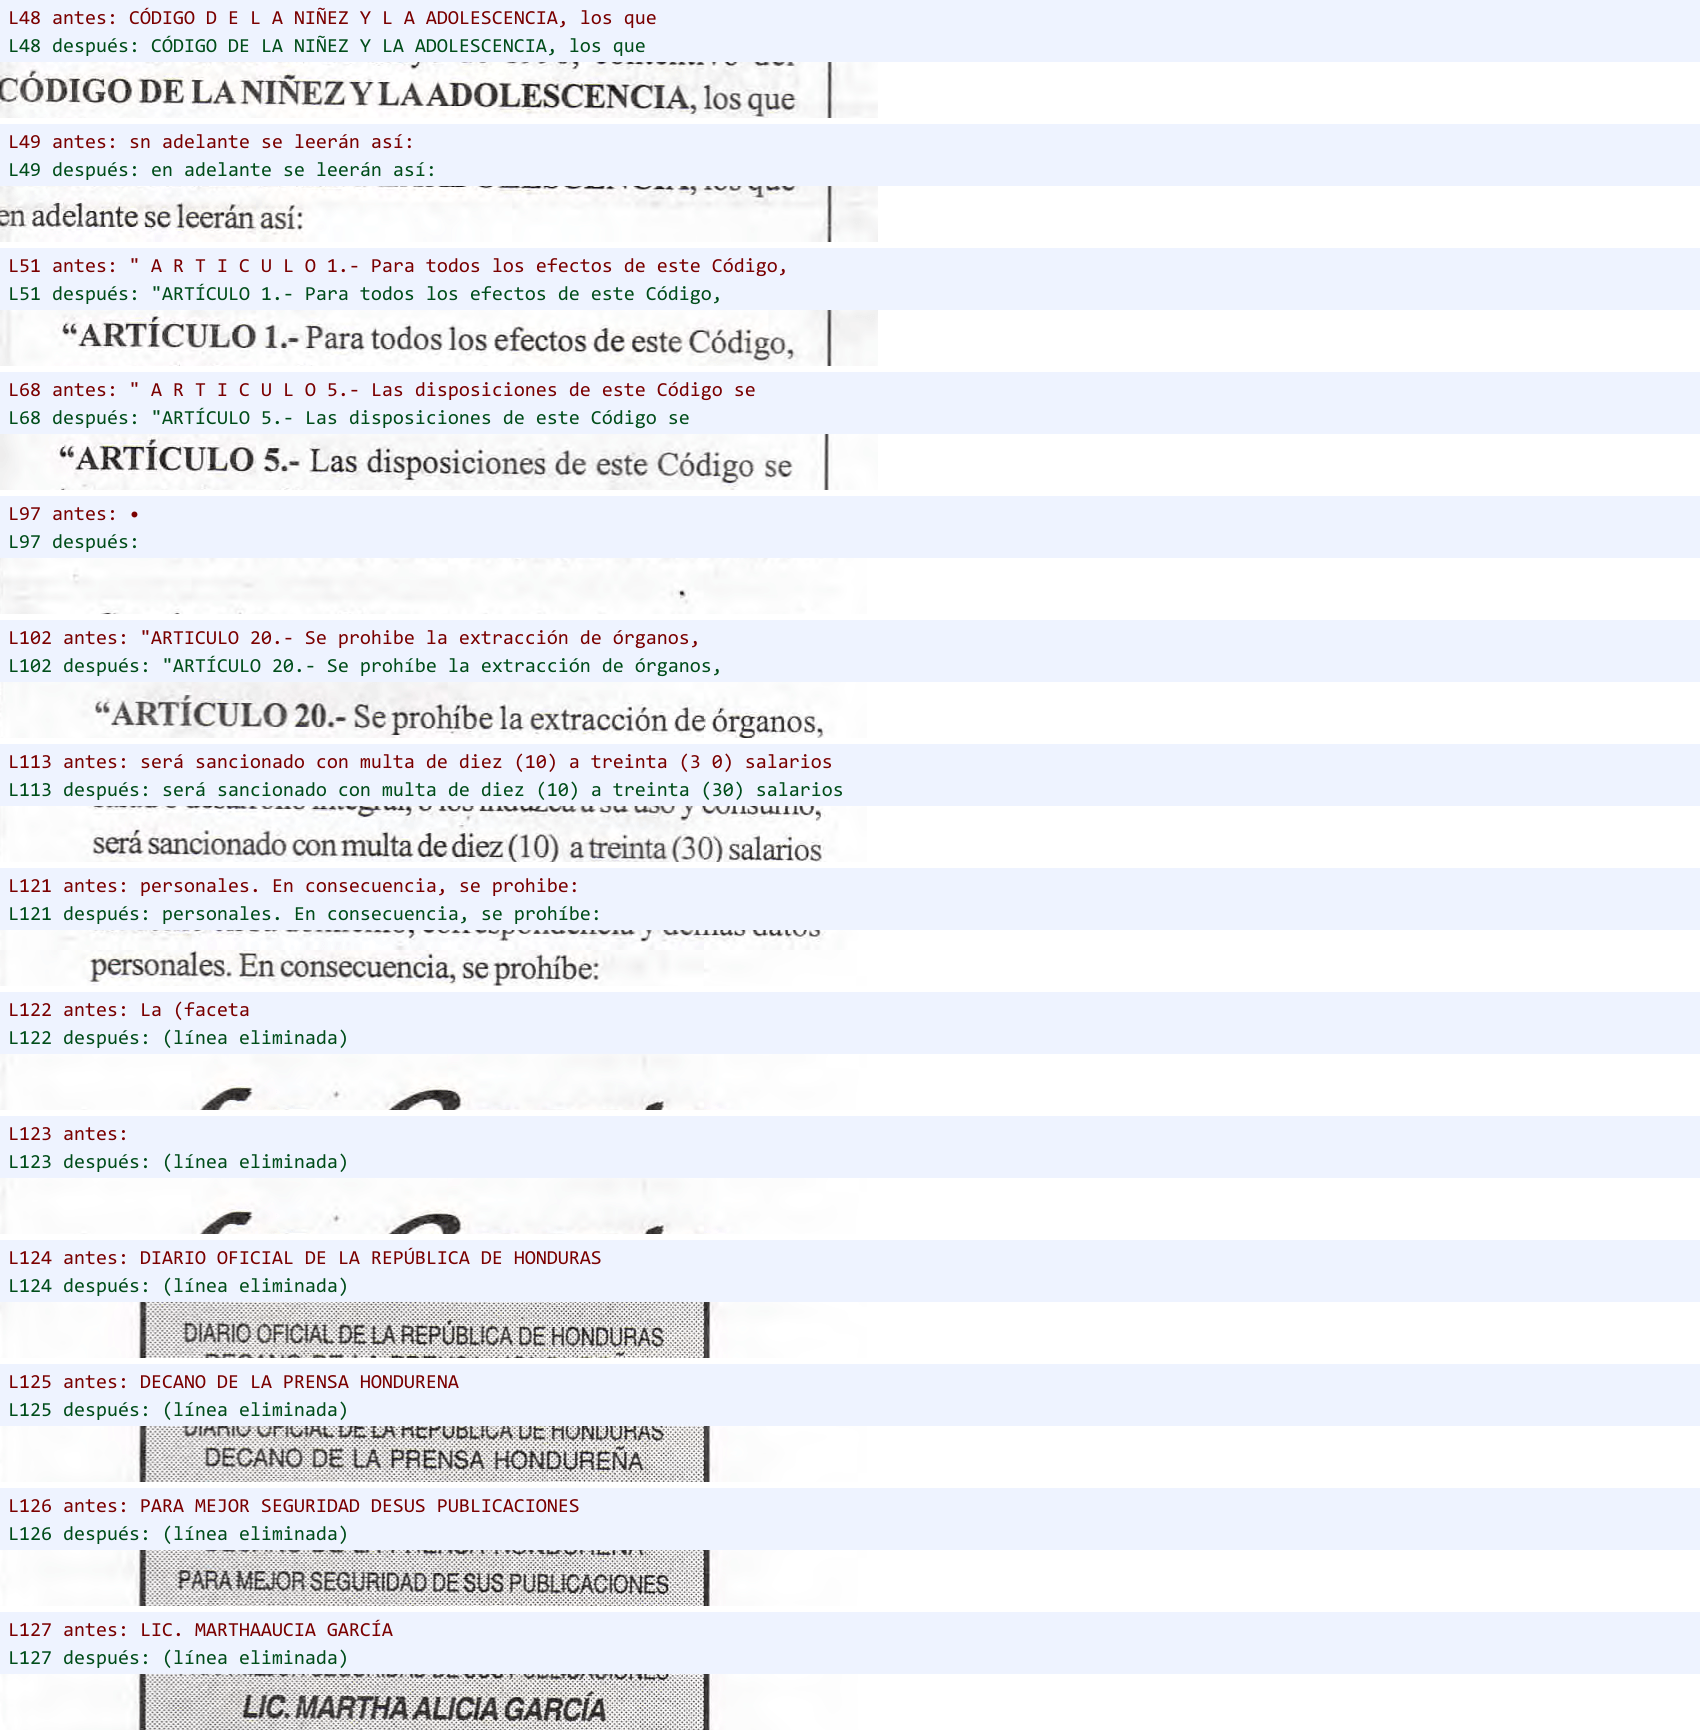 L48 antes: CÓDIGO D E L A NIÑEZ Y L A ADOLESCENCIA, los que
L48 después: CÓDIGO DE LA NIÑEZ Y LA ADOLESCENCIA, los que
CÓDIGO DE LA NIÑEZ Y LA ADOLESCENCIA, los que
L49 antes: sn adelante se leerán así:
L49 después: en adelante se leerán así:
en adelante se leerán así:
L51 antes: " A R T I C U L O 1.- Para todos los efectos de este Código,
L51 después: "ARTÍCULO 1.- Para todos los efectos de este Código,
“ARTÍCULO 1.- Para todos los efectos de este Código,
L68 antes: " A R T I C U L O 5.- Las disposiciones de este Código se
L68 después: "ARTÍCULO 5.- Las disposiciones de este Código se
“ARTÍCULO 5.- Las disposiciones de este Código se
L97 antes: •
L97 después:
L102 antes: "ARTICULO 20.- Se prohibe la extracción de órganos,
L102 después: "ARTÍCULO 20.- Se prohíbe la extracción de órganos,
“ARTÍCULO 20.- Se prohíbe la extracción de órganos,
L113 antes: será sancionado con multa de diez (10) a treinta (3 0) salarios
L113 después: será sancionado con multa de diez (10) a treinta (30) salarios
será sancionado con multa de diez (10) a treinta (30) salarios
L121 antes: personales. En consecuencia, se prohibe:
L121 después: personales. En consecuencia, se prohíbe:
personales. En consecuencia, se prohíbe:
L122 antes: La (faceta
L122 después: (línea eliminada)
L123 antes:
L123 después: (línea eliminada)
L124 antes: DIARIO OFICIAL DE LA REPÚBLICA DE HONDURAS
L124 después: (línea eliminada)
DIARIO OFICIAL DE LA REPÚBLICA DE HONDURAS
L125 antes: DECANO DE LA PRENSA HONDURENA
L125 después: (línea eliminada)
DIARIO OFICIAL DE LA REPÚBLICA DE HONDURAS
DECANO DE LA PRENSA HONDUREÑA
L126 antes: PARA MEJOR SEGURIDAD DESUS PUBLICACIONES
L126 después: (línea eliminada)
PARA MEJOR SEGURIDAD DE SUS PUBLICACIONES
L127 antes: LIC. MARTHAAUCIA GARCÍA
L127 después: (línea eliminada)
LIC. MARTHA ALICIA GARCÍA